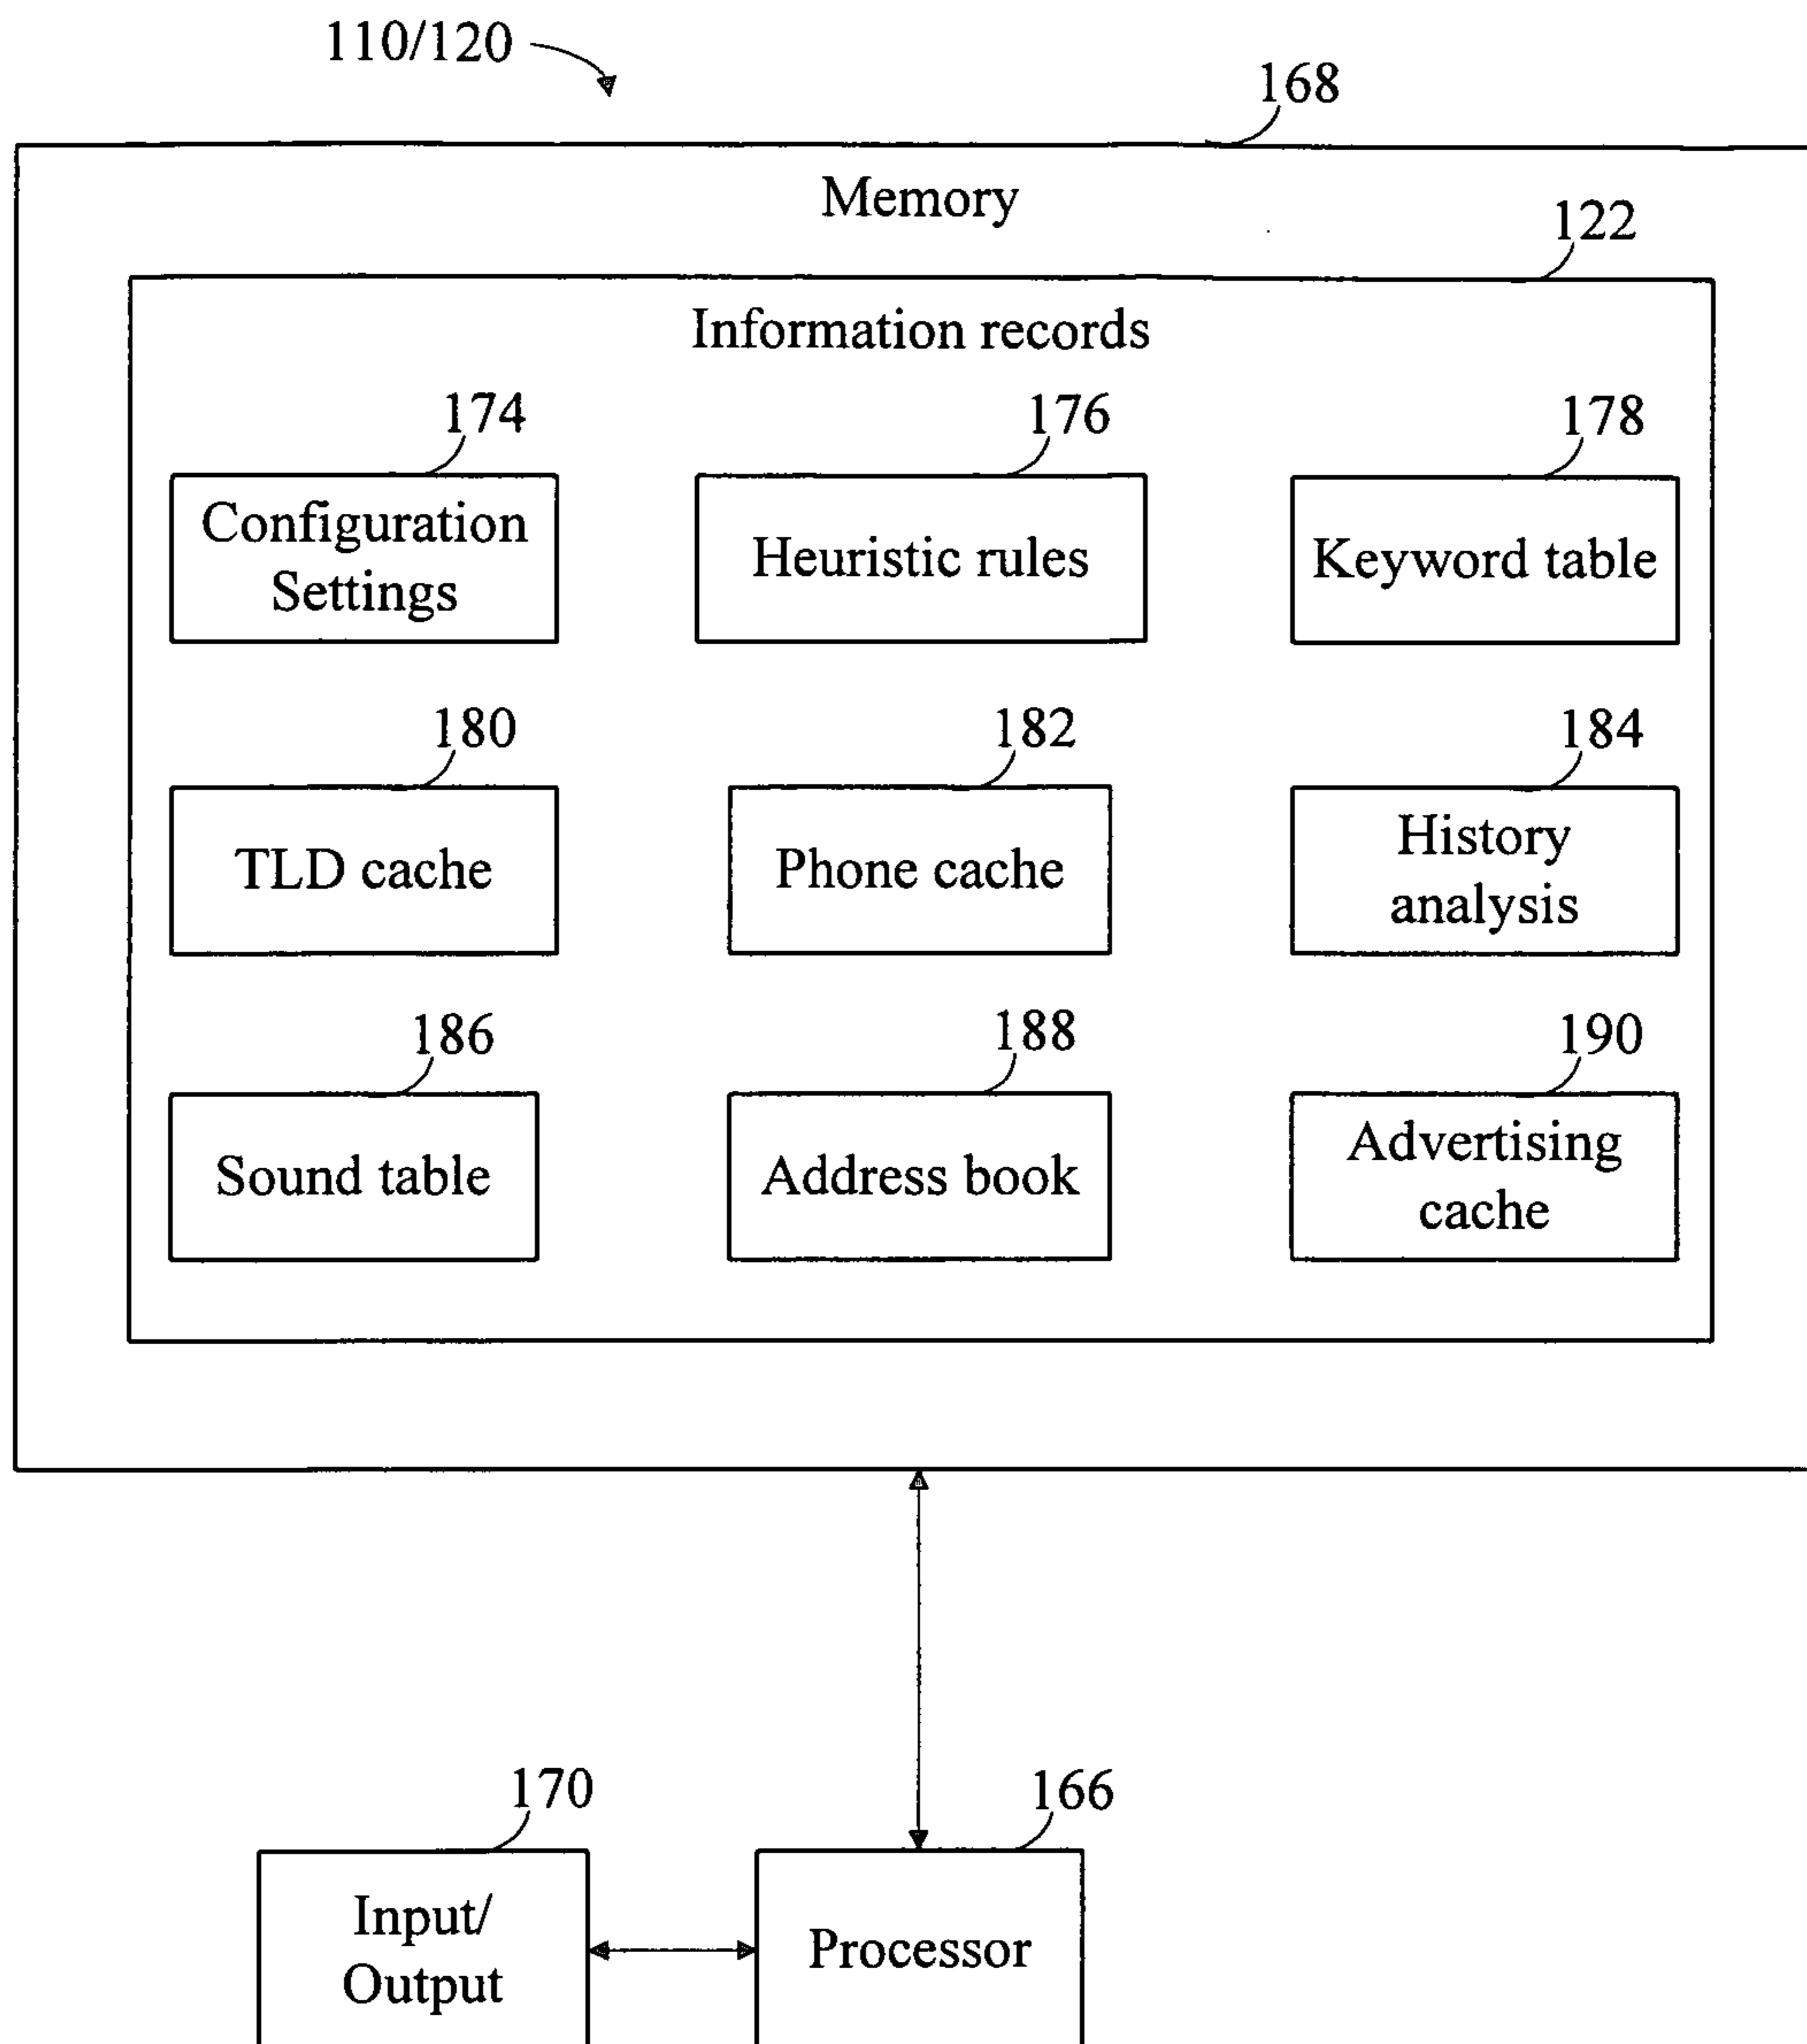 110/120
168
Memory
122
Information records
174
176
178
Configuration
Settings
Heuristic rules
Keyword table
180
182
184
TLD cache
Phone cache
History
analysis
186
188
190
Sound table
Address book
Advertising
cache
170
166
Input/
Output
Processor